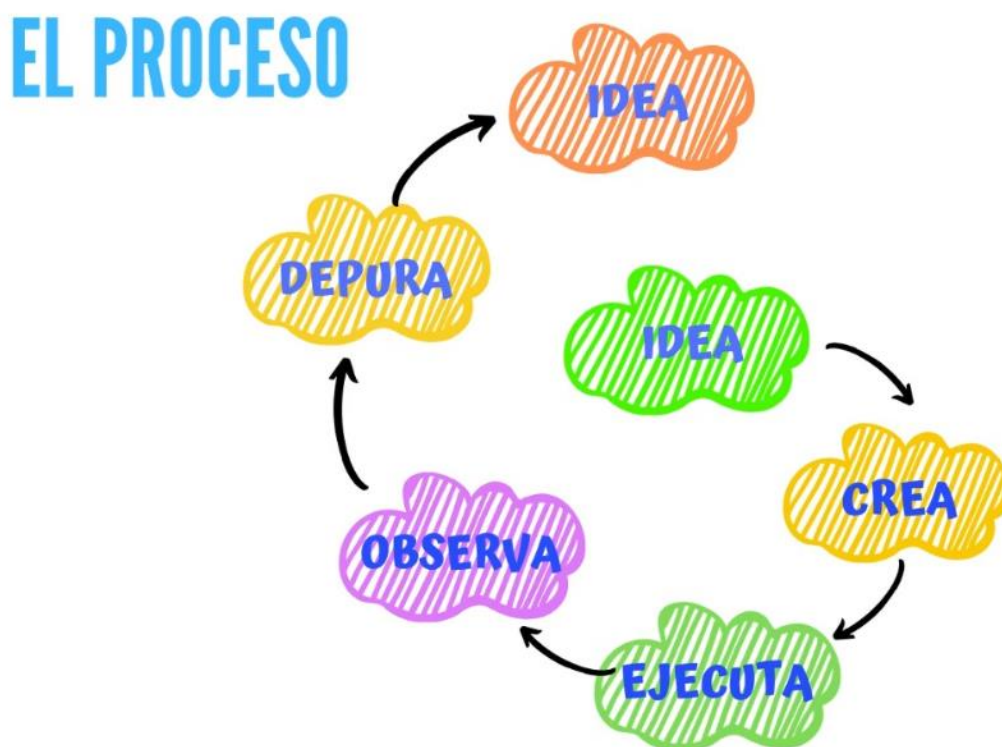 EL PROCESO
IDEA
DEPURA
IDEA
CREA
OBSERVA
EJECUTA